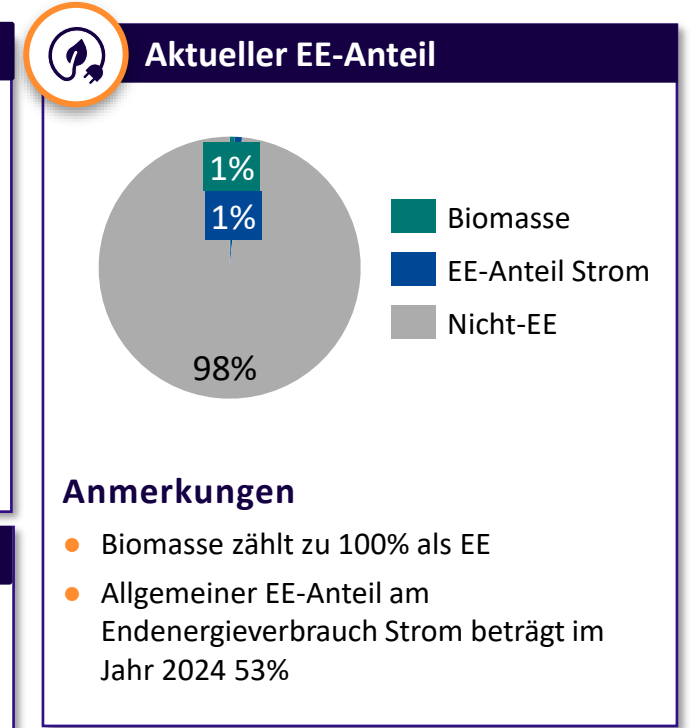 Aktueller EE-Anteil
1%
1%
98%
Biomasse
EE-Anteil Strom
Nicht-EE
Anmerkungen
Biomasse zählt zu 100% als EE
Allgemeiner EE-Anteil am
Endenergieverbrauch Strom beträgt im
Jahr 2024 53%